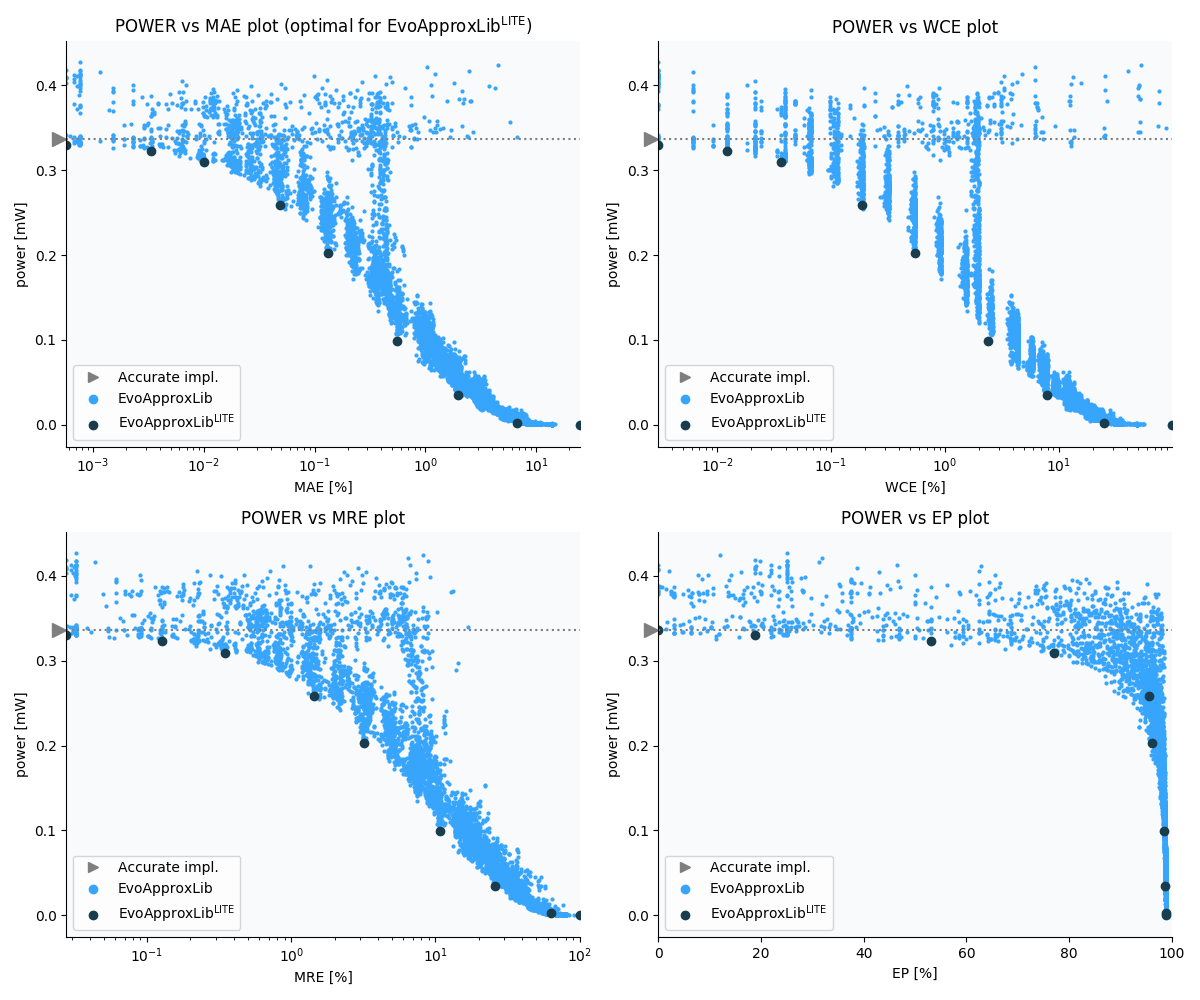 POWER vs MAE plot (optimal for EvoApproxLib^LITE)
0.4
0.3
0.2
0.1
0.0
power [mW]
Accurate impl.
EvoApproxLib
EvoApproxLib^LITE
10^−3
10^−2
10^−1
10^0
10^1
MAE [%]
POWER vs WCE plot
0.4
0.3
0.2
0.1
0.0
power [mW]
Accurate impl.
EvoApproxLib
EvoApproxLib^LITE
10^−2
10^−1
10^0
10^1
WCE [%]
POWER vs MRE plot
0.4
0.3
0.2
0.1
0.0
power [mW]
Accurate impl.
EvoApproxLib
EvoApproxLib^LITE
10^−1
10^0
10^1
10^2
MRE [%]
POWER vs EP plot
0.4
0.3
0.2
0.1
0.0
power [mW]
Accurate impl.
EvoApproxLib
EvoApproxLib^LITE
0
20
40
60
80
100
EP [%]